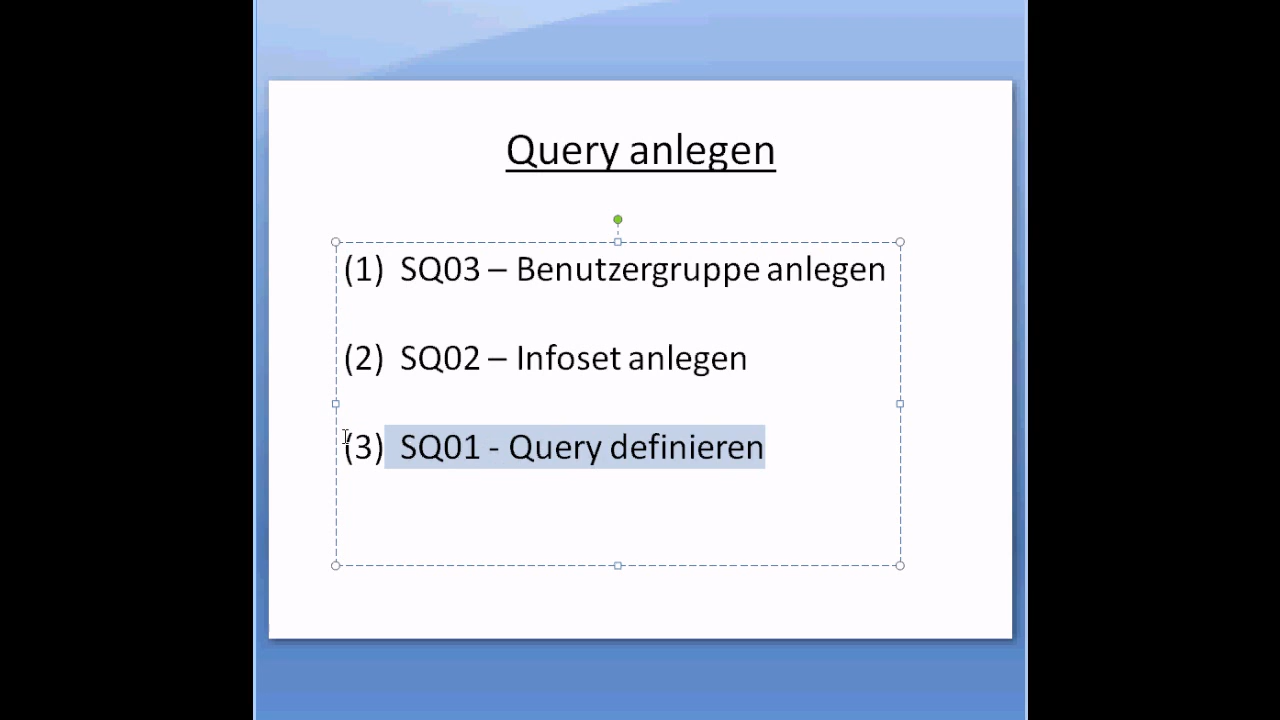 Query anlegen
(1) SQ03 – Benutzergruppe anlegen
(2) SQ02 – Infoset anlegen
(3) SQ01 - Query definieren